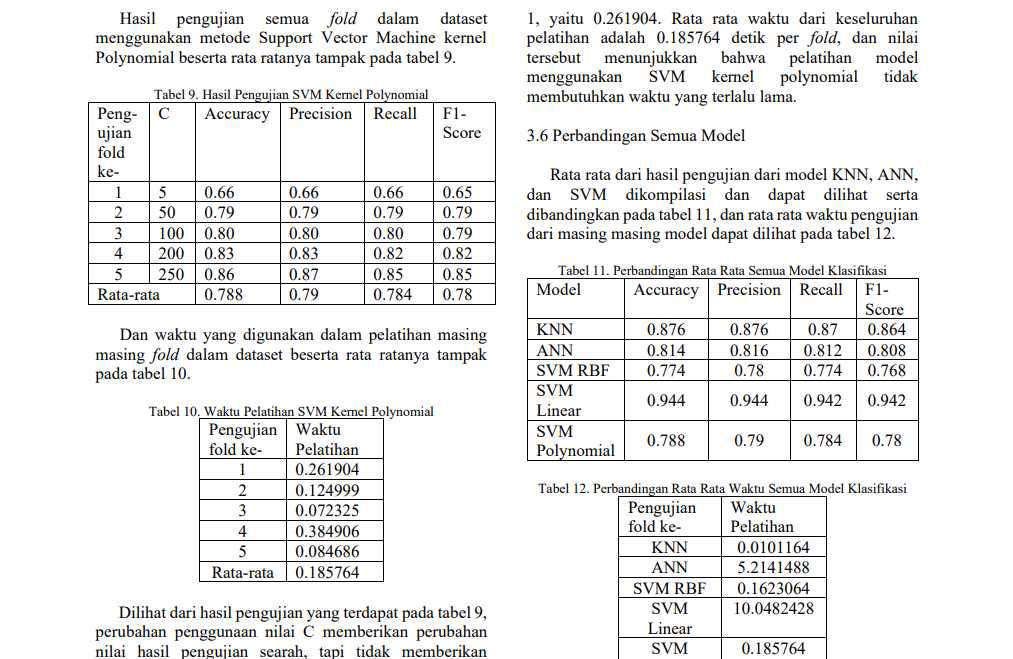 Hasil pengujian semua fold dalam dataset
menggunakan metode Support Vector Machine kernel
Polynomial beserta rata ratanya tampak pada tabel 9.
Tabel 9. Hasil Pengujian SVM Kernel Polynomial
Peng- C Accuracy Precision Recall F1-
ujian Score
fold
ke-
1 5 0.66 0.66 0.66 0.65
2 50 0.79 0.79 0.79 0.79
3 100 0.80 0.80 0.80 0.79
4 200 0.83 0.83 0.82 0.82
5 250 0.86 0.87 0.85 0.85
Rata-rata 0.788 0.79 0.784 0.78
Dan waktu yang digunakan dalam pelatihan masing
masing fold dalam dataset beserta rata ratanya tampak
pada tabel 10.
Tabel 10. Waktu Pelatihan SVM Kernel Polynomial
Pengujian Waktu
fold ke- Pelatihan
1 0.261904
2 0.124999
3 0.072325
4 0.384906
5 0.084686
Rata-rata 0.185764
Dilihat dari hasil pengujian yang terdapat pada tabel 9,
perubahan penggunaan nilai C memberikan perubahan
nilai hasil pengujian searah, tapi tidak memberikan
1, yaitu 0.261904. Rata rata waktu dari keseluruhan
pelatihan adalah 0.185764 detik per fold, dan nilai
tersebut menunjukkan bahwa pelatihan model
menggunakan SVM kernel polynomial tidak
membutuhkan waktu yang terlalu lama.
3.6 Perbandingan Semua Model
Rata rata dari hasil pengujian dari model KNN, ANN,
dan SVM dikompilasi dan dapat dilihat serta
dibandingkan pada tabel 11, dan rata rata waktu pengujian
dari masing masing model dapat dilihat pada tabel 12.
Tabel 11. Perbandingan Rata Rata Semua Model Klasifikasi
Model Accuracy Precision Recall F1-
Score
KNN 0.876 0.876 0.87 0.864
ANN 0.814 0.816 0.812 0.808
SVM RBF 0.774 0.78 0.774 0.768
SVM
Linear 0.944 0.944 0.942 0.942
SVM
Polynomial 0.788 0.79 0.784 0.78
Tabel 12. Perbandingan Rata Rata Waktu Semua Model Klasifikasi
Pengujian Waktu
fold ke- Pelatihan
KNN 0.0101164
ANN 5.2141488
SVM RBF 0.1623064
SVM 10.0482428
Linear
SVM 0.185764